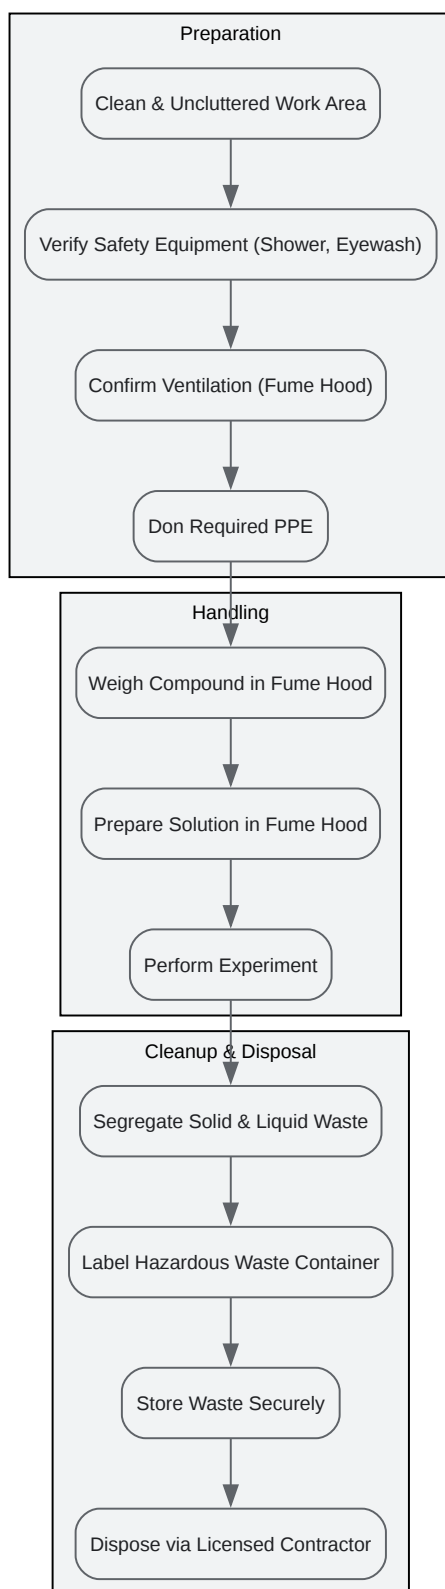 Preparation
Clean & Uncluttered Work Area
Verify Safety Equipment (Shower, Eyewash)
Confirm Ventilation (Fume Hood)
Don Required PPE
Handling
Weigh Compound in Fume Hood
Prepare Solution in Fume Hood
Perform Experiment
Cleanup & Disposal
Segregate Solid & Liquid Waste
Label Hazardous Waste Container
Store Waste Securely
Dispose via Licensed Contractor